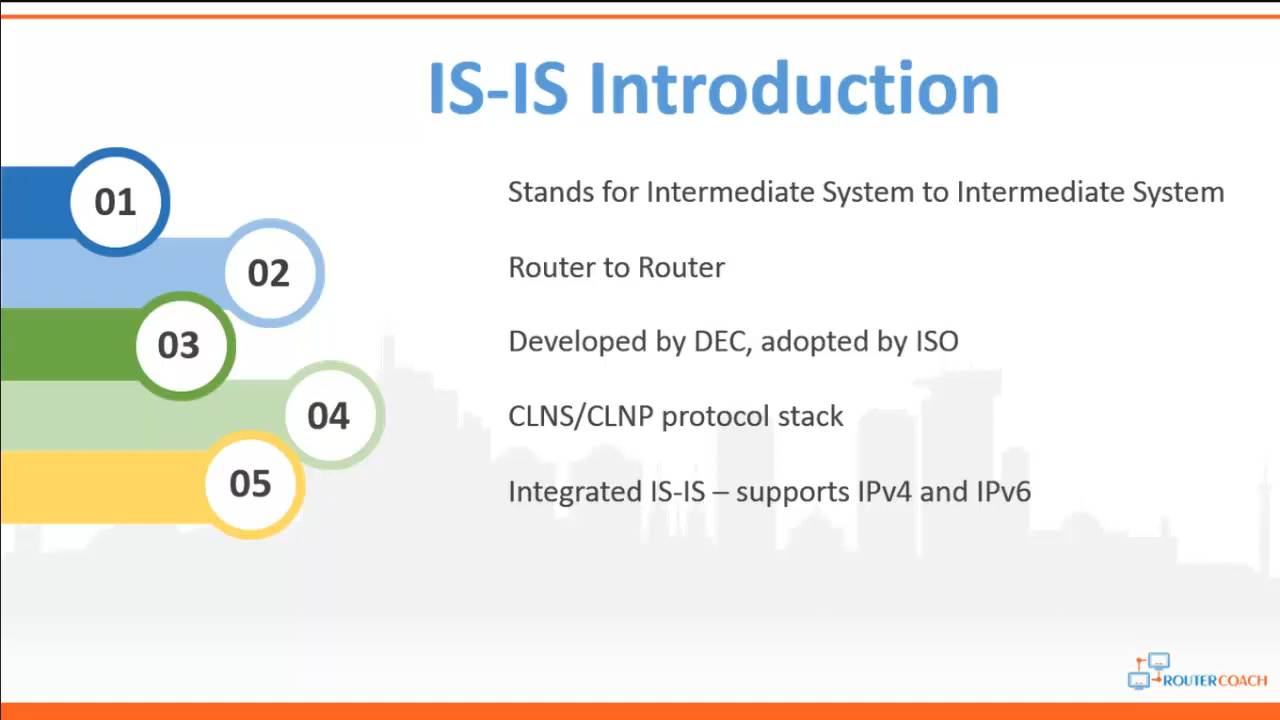 IS-IS Introduction
01
Stands for Intermediate System to Intermediate System
02
Router to Router
03
Developed by DEC, adopted by ISO
04
CLNS/CLNP protocol stack
05
Integrated IS-IS – supports IPv4 and IPv6
ROUTERCOACH